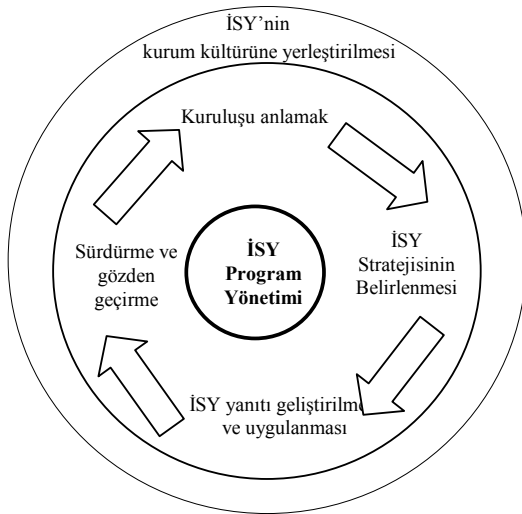 İSY’nin
kurum kültürüne yerleştirilmesi
Kuruluşu anlamak
İSY
Stratejisinin
Belirlenmesi
İSY yanıtı geliştirilme
ve uygulanması
Sürdürme ve
gözden
geçirme
İSY
Program
Yönetimi